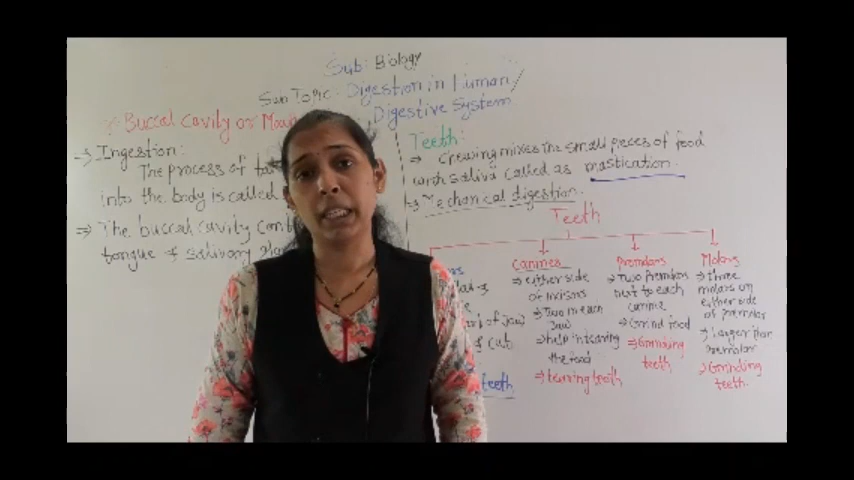 Sub: Biology
Sub Topic: Digestion in Human/
Digestive System
Buccal cavity or
→ Ingestion:
The process of
into the body is called
⇒ The buccal cavity
tongue & salivary
Teeth:
⇒ Chewing mixes the small pieces of food
with saliva called as mastication.
↳ Mechanical digestion.
Teeth
of jaw
& cut
teeth
canines
⇒ either side
of incisors
⇒ Two in each
Jaw
⇒ help in tearing
the food
⇒ Tearing teeth
premolars
⇒ Two premolars
next to each
canine
⇒ Grind food
⇒ Grinding
teeth
Molars
⇒ three
molars on
either side
of premolar
⇒ Larger than
premolar
⇒ Grinding
teeth.